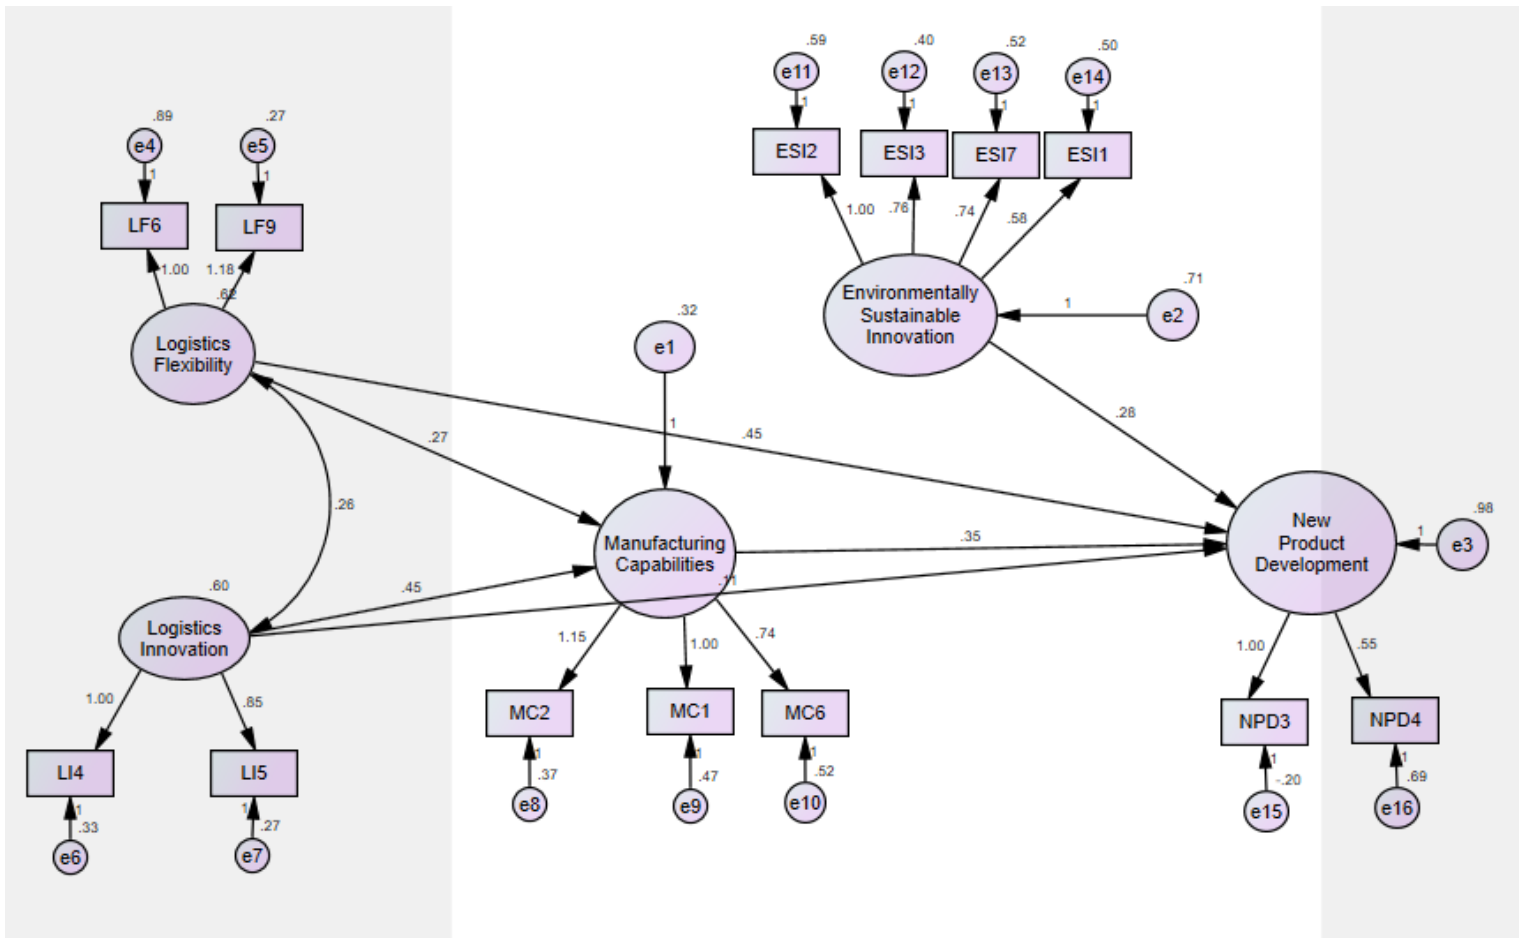 .59
.40
.52
.50
e11
e12
e13
e14
1
1
1
1
ESI2
ESI3
ESI7
ESI1
1.00
.76
.74
.58
.89
.27
e4
e5
1
1
LF6
LF9
1.00
1.18
.62
Logistics
Flexibility
Environmentally
Sustainable
Innovation
1
.71
e2
.32
e1
1
.28
.45
.27
.26
Manufacturing
Capabilities
.35
.11
New
Product
Development
1
.98
e3
.60
Logistics
Innovation
.45
1.00
.85
LI4
LI5
1
.33
1
.27
e6
e7
1.15
1.00
.74
MC2
MC1
MC6
1
.37
1
.47
1
.52
e8
e9
e10
1.00
.55
NPD3
NPD4
1
-.20
1
.69
e15
e16